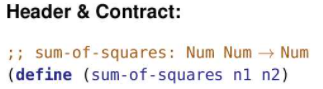 Header & Contract:
;; sum-of-squares: Num Num → Num
(define (sum-of-squares n1 n2)